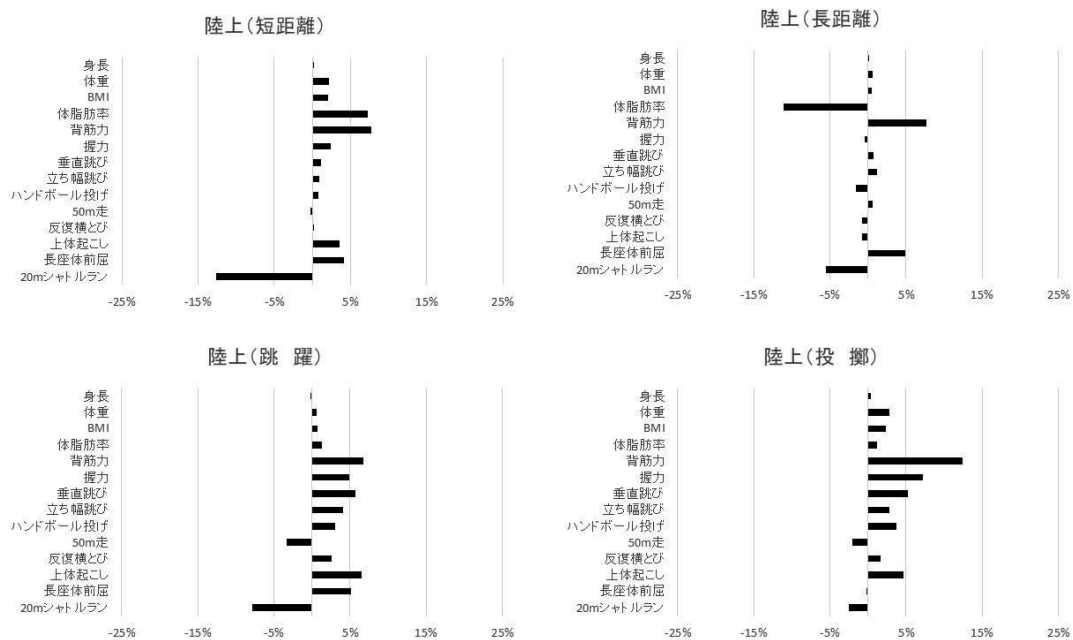 陸上（短距離）
身長
体重
BMI
体脂肪率
背筋力
握力
垂直跳び
立ち幅跳び
ハンドボール投げ
50m走
反復横とび
上体起こし
長座体前屈
20mシャトルラン
-25% -15% -5% 5% 15% 25%
陸上（長距離）
身長
体重
BMI
体脂肪率
背筋力
握力
垂直跳び
立ち幅跳び
ハンドボール投げ
50m走
反復横とび
上体起こし
長座体前屈
20mシャトルラン
-25% -15% -5% 5% 15% 25%
陸上（跳　躍）
身長
体重
BMI
体脂肪率
背筋力
握力
垂直跳び
立ち幅跳び
ハンドボール投げ
50m走
反復横とび
上体起こし
長座体前屈
20mシャトルラン
-25% -15% -5% 5% 15% 25%
陸上（投　擲）
身長
体重
BMI
体脂肪率
背筋力
握力
垂直跳び
立ち幅跳び
ハンドボール投げ
50m走
反復横とび
上体起こし
長座体前屈
20mシャトルラン
-25% -15% -5% 5% 15% 25%